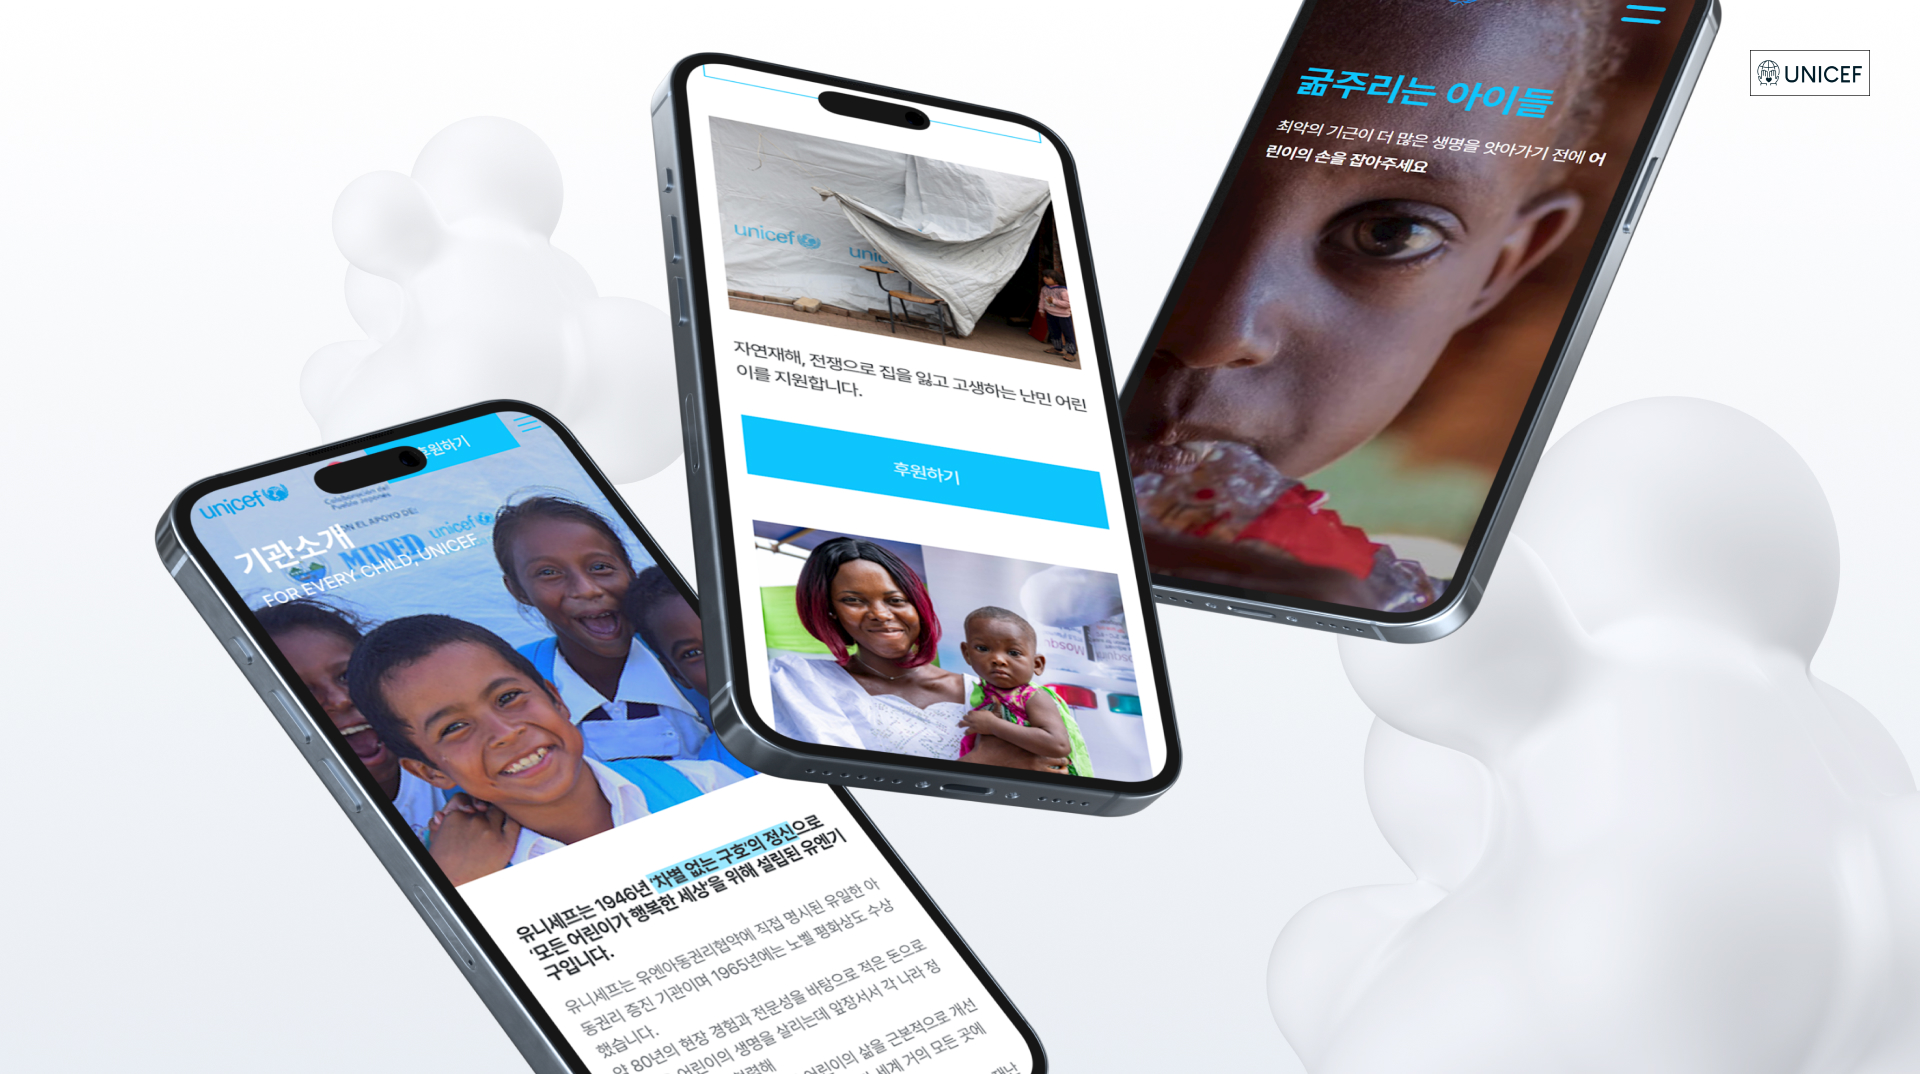 UNICEF
굶주리는 아이들
최악의 기근이 더 많은 생명을 앗아가기 전에 어
린이의 손을 잡아주세요
unicef
unic
자연재해, 전쟁으로 집을 잃고 고생하는 난민 어린
이를 지원합니다.
후원하기
후원하기
unicef
Colaboración del
Pueblo Japonés
ON EL APOYO DE:
MINED
unicef
기관소개
FOR EVERY CHILD, UNICEF
유니세프는 1946년 ‘차별 없는 구호’의 정신으로
‘모든 어린이가 행복한 세상’을 위해 설립된 유엔기
구입니다.
유니세프는 유엔아동권리협약에 직접 명시된 유일한 아
동권리 증진 기관이며 1965년에는 노벨 평화상도 수상
했습니다.
약 80년의 현장 경험과 전문성을 바탕으로 적은 돈으로
어린이의 생명을 살리는데 앞장서서 각 나라 정
어린이의 삶을 근본적으로 개선
세계 거의 모든 곳에